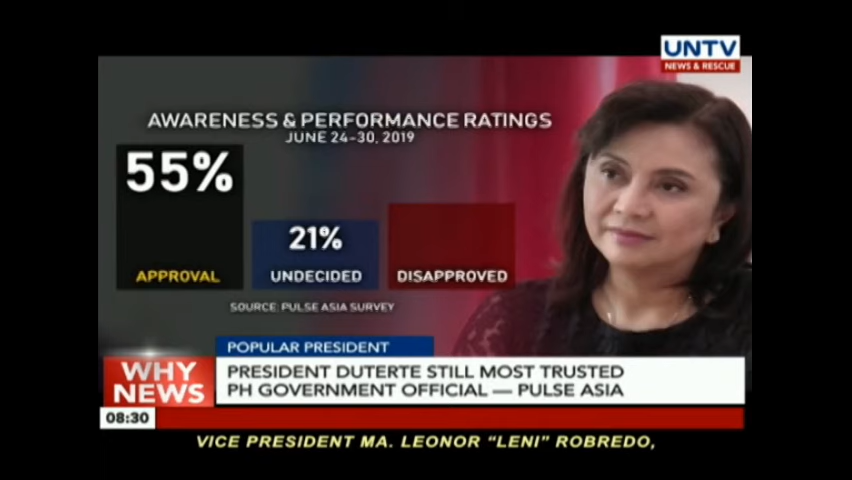 UNTV
NEWS & RESCUE
AWARENESS & PERFORMANCE RATINGS
JUNE 24-30, 2019
55%
21%
APPROVAL
UNDECIDED
DISAPPROVED
SOURCE: PULSE ASIA SURVEY
POPULAR PRESIDENT
WHY
NEWS
PRESIDENT DUTERTE STILL MOST TRUSTED
PH GOVERNMENT OFFICIAL — PULSE ASIA
08:30
VICE PRESIDENT MA. LEONOR "LENI" ROBREDO,